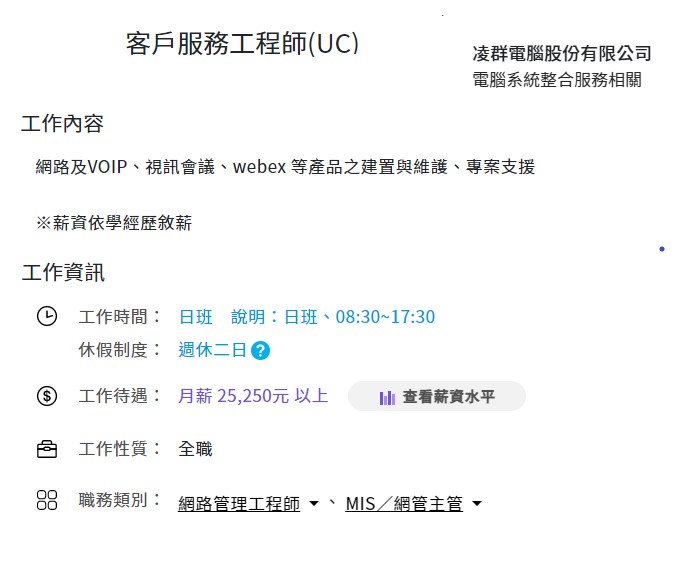 客戶服務工程師(UC)
凌群電腦股份有限公司
電腦系統整合服務相關
工作內容
網路及VOIP、視訊會議、webex 等產品之建置與維護、專案支援
※薪資依學經歷敘薪
工作資訊
工作時間： 日班 說明：日班、08:30~17:30
休假制度： 週休二日 ?
工作待遇： 月薪 25,250元 以上 查看薪資水平
工作性質： 全職
職務類別： 網路管理工程師、MIS／網管主管